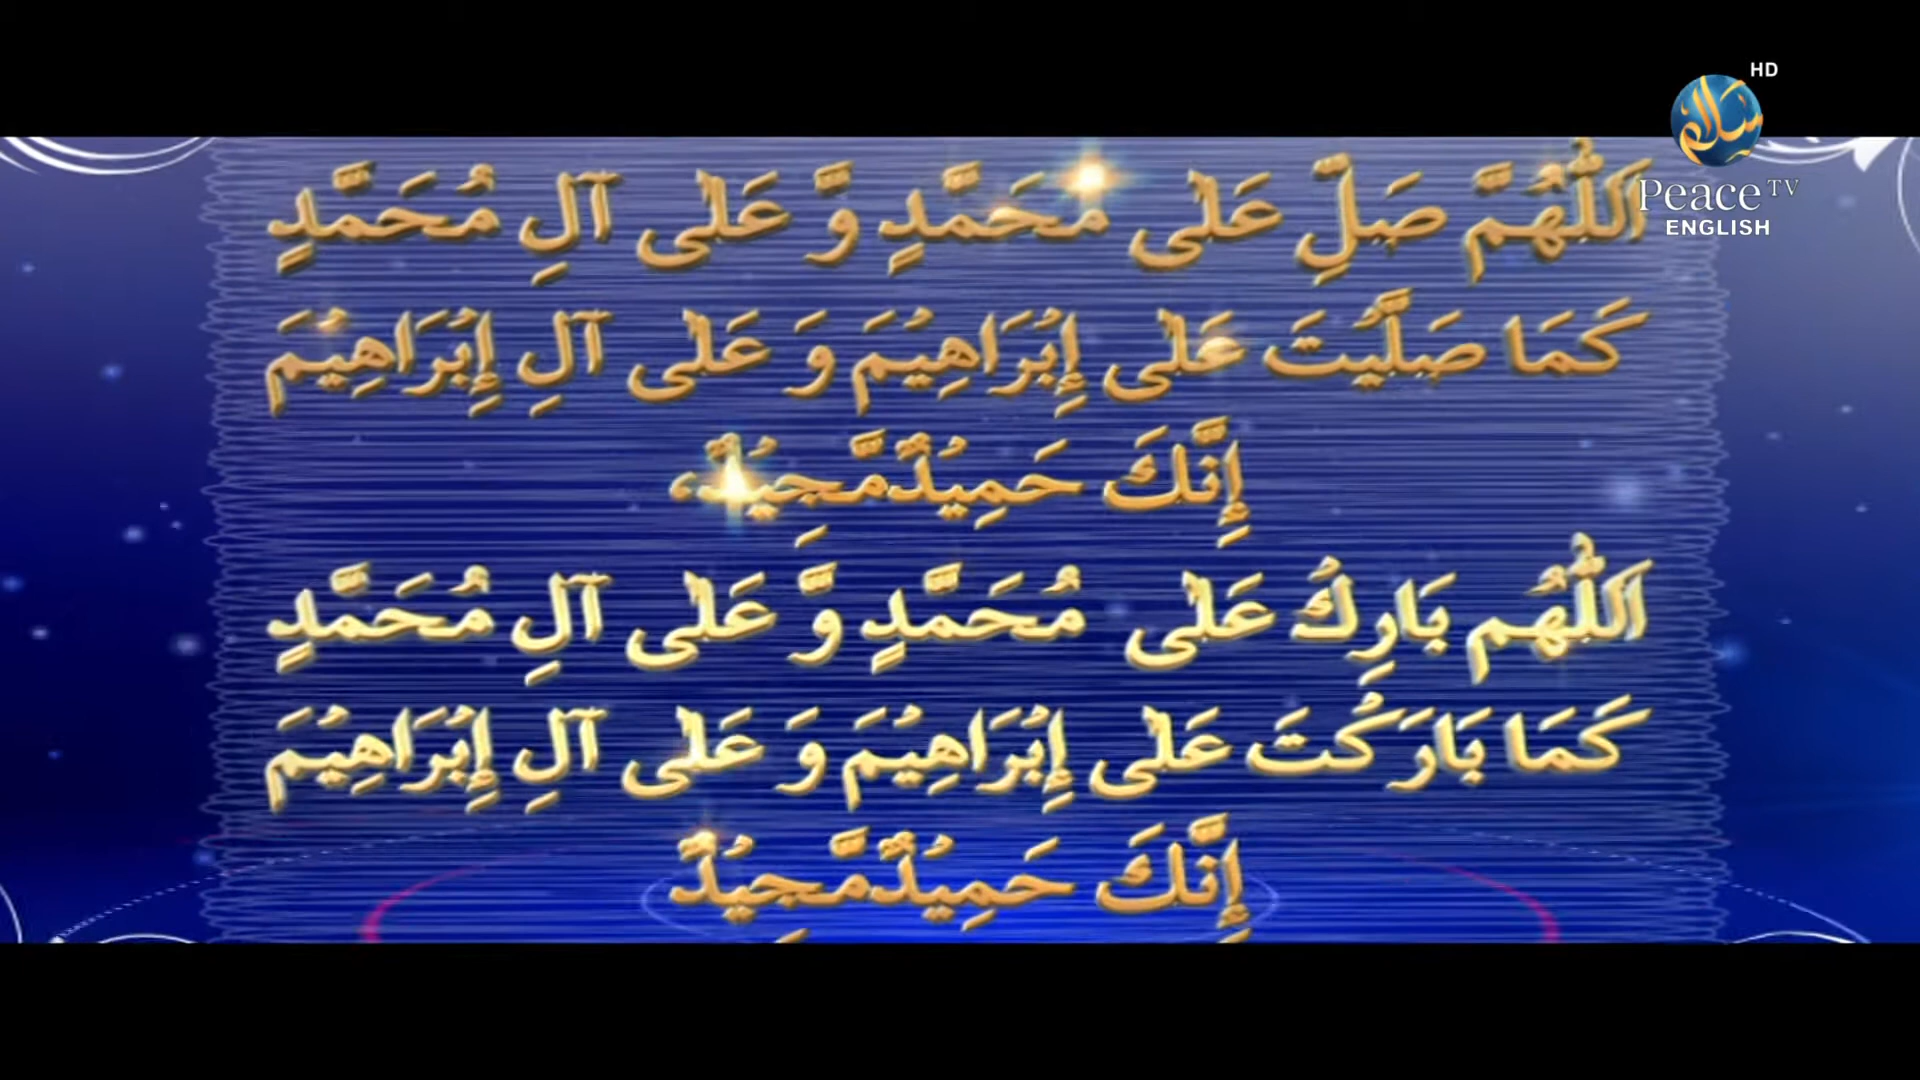 HD
Peace TV
ENGLISH
اَللّٰهُمَّ صَلِّ عَلٰى مُحَمَّدٍ وَّ عَلٰى آلِ مُحَمَّدٍ
كَمَا صَلَّيْتَ عَلٰى إِبْرَاهِيْمَ وَ عَلٰى آلِ إِبْرَاهِيْمَ
إِنَّكَ حَمِيْدٌ مَّجِيْدٌ،
اَللّٰهُم بَارِكْ عَلٰى مُحَمَّدٍ وَّ عَلٰى آلِ مُحَمَّدٍ
كَمَا بَارَكْتَ عَلٰى إِبْرَاهِيْمَ وَ عَلٰى آلِ إِبْرَاهِيْمَ
إِنَّكَ حَمِيْدٌ مَّجِيْدٌ